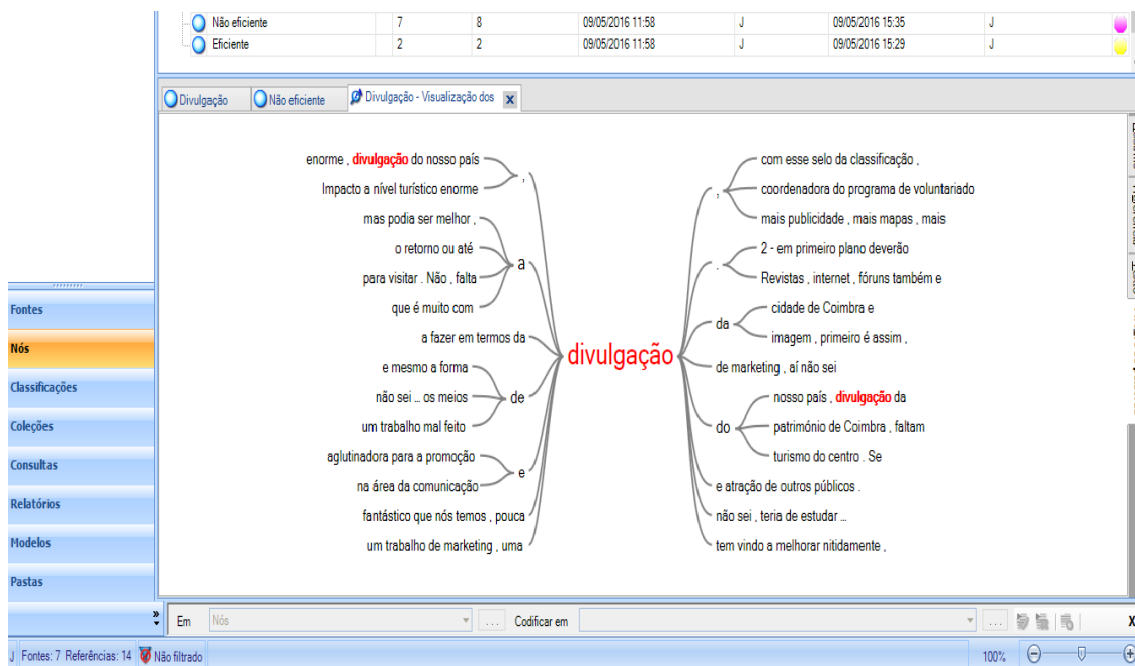 Não eficiente 7 8 09/05/2016 11:58 J 09/05/2016 15:35 J
Eficiente 2 2 09/05/2016 11:58 J 09/05/2016 15:29 J
Divulgação Não eficiente Divulgação - Visualização dos x
enorme , divulgação do nosso país
Impacto a nível turístico enorme
,
mas podia ser melhor ,
o retorno ou até
para visitar . Não , falta
que é muito com
a
a fazer em termos da
e mesmo a forma
não sei ... os meios
um trabalho mal feito
de
aglutinadora para a promoção
na área da comunicação
e
fantástico que nós temos , pouca
um trabalho de marketing , uma
divulgação
,
com esse selo da classificação ,
coordenadora do programa de voluntariado
mais publicidade , mais mapas , mais
.
2 - em primeiro plano deverão
Revistas , internet , fóruns também e
da
cidade de Coimbra e
imagem , primeiro é assim ,
de marketing , aí não sei
do
nosso país , divulgação da
património de Coimbra , faltam
turismo do centro . Se
e atração de outros públicos .
não sei , teria de estudar ...
tem vindo a melhorar nitidamente ,
Fontes
Nós
Classificações
Coleções
Consultas
Relatórios
Modelos
Pastas
Em Nós ... Codificar em ... X
J Fontes: 7 Referências: 14 Não filtrado 100%